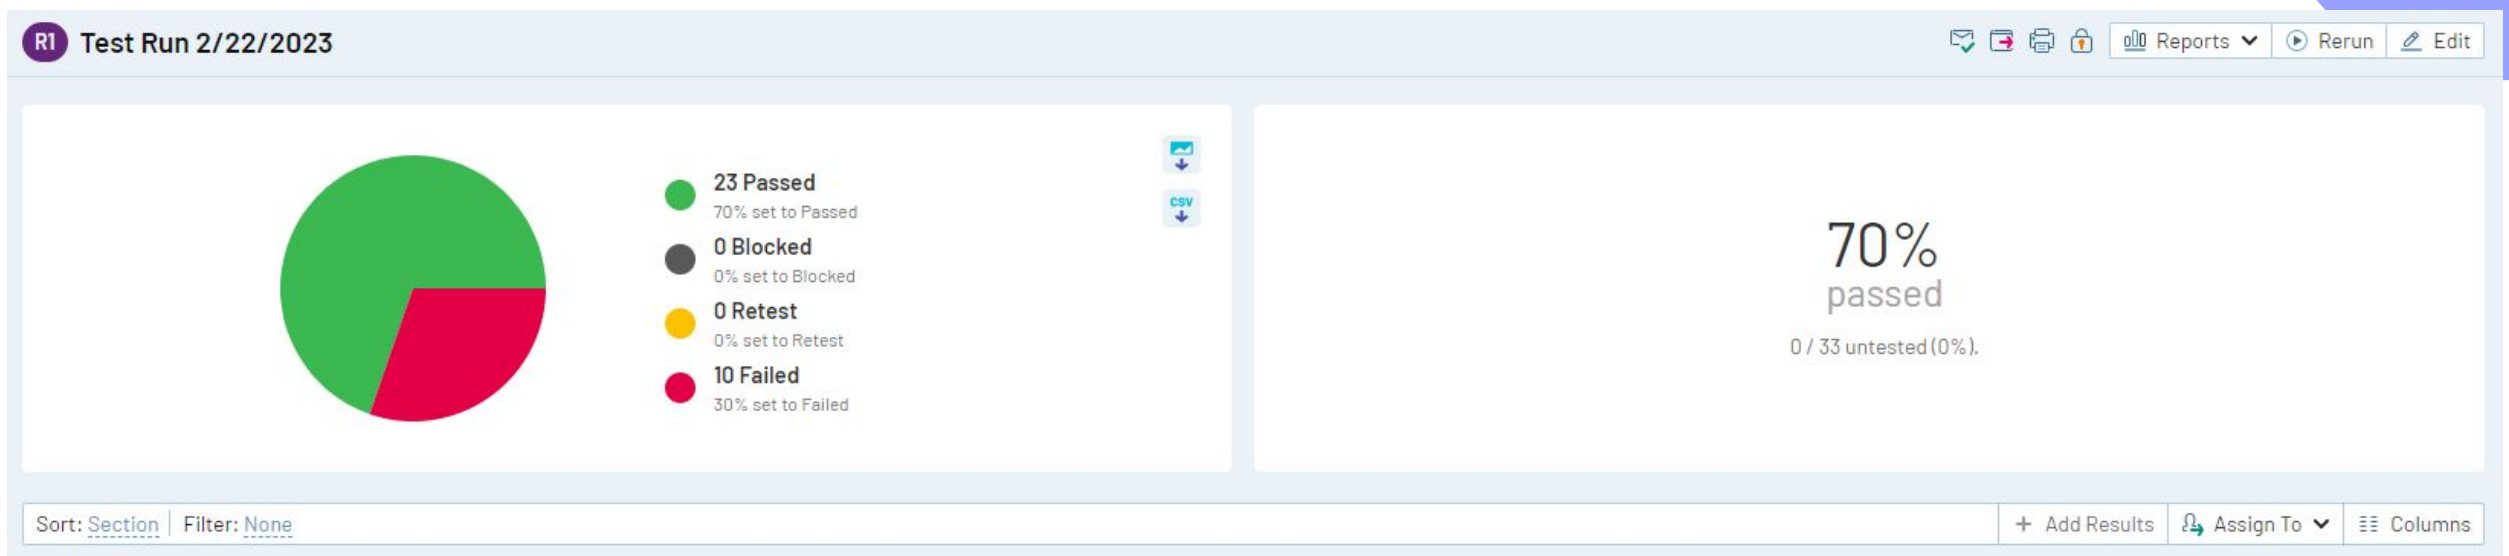 R1 Test Run 2/22/2023
Reports Rerun Edit
23 Passed
70% set to Passed
0 Blocked
0% set to Blocked
0 Retest
0% set to Retest
10 Failed
30% set to Failed
CSV
70%
passed
0 / 33 untested (0%).
Sort: Section Filter: None
+ Add Results Assign To Columns